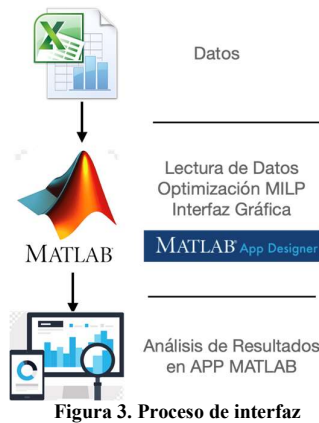 Datos
Lectura de Datos
Optimización MILP
Interfaz Gráfica
MATLAB
MATLAB App Designer
Análisis de Resultados
en APP MATLAB
Figura 3. Proceso de interfaz